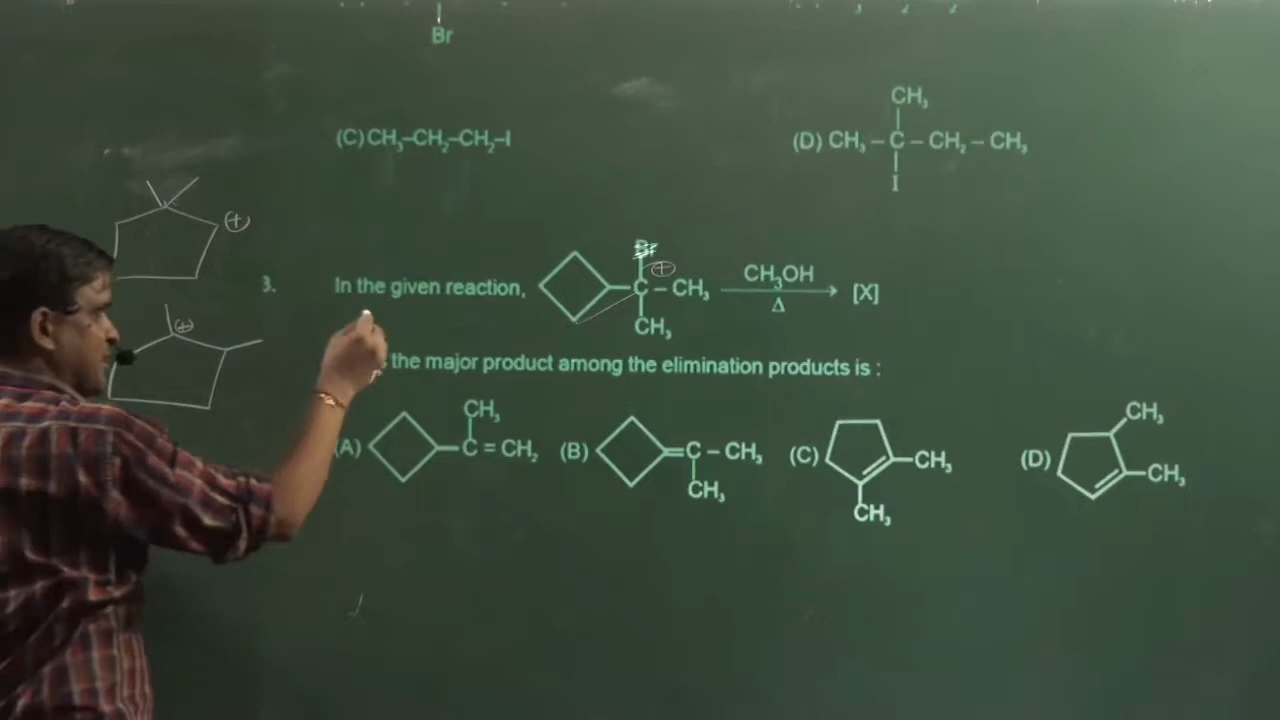 Br
(C) CH₃–CH₂–CH₂–I
CH₃
(D) CH₃ – C – CH₂ – CH₃
I
3. In the given reaction,
Br
⊕
C – CH₃
CH₃
CH₃OH
Δ
[X]
the major product among the elimination products is :
(A)
CH₃
C = CH₂
(B)
C – CH₃
CH₃
(C)
CH₃
CH₃
(D)
CH₃
CH₃
⊕
⊕